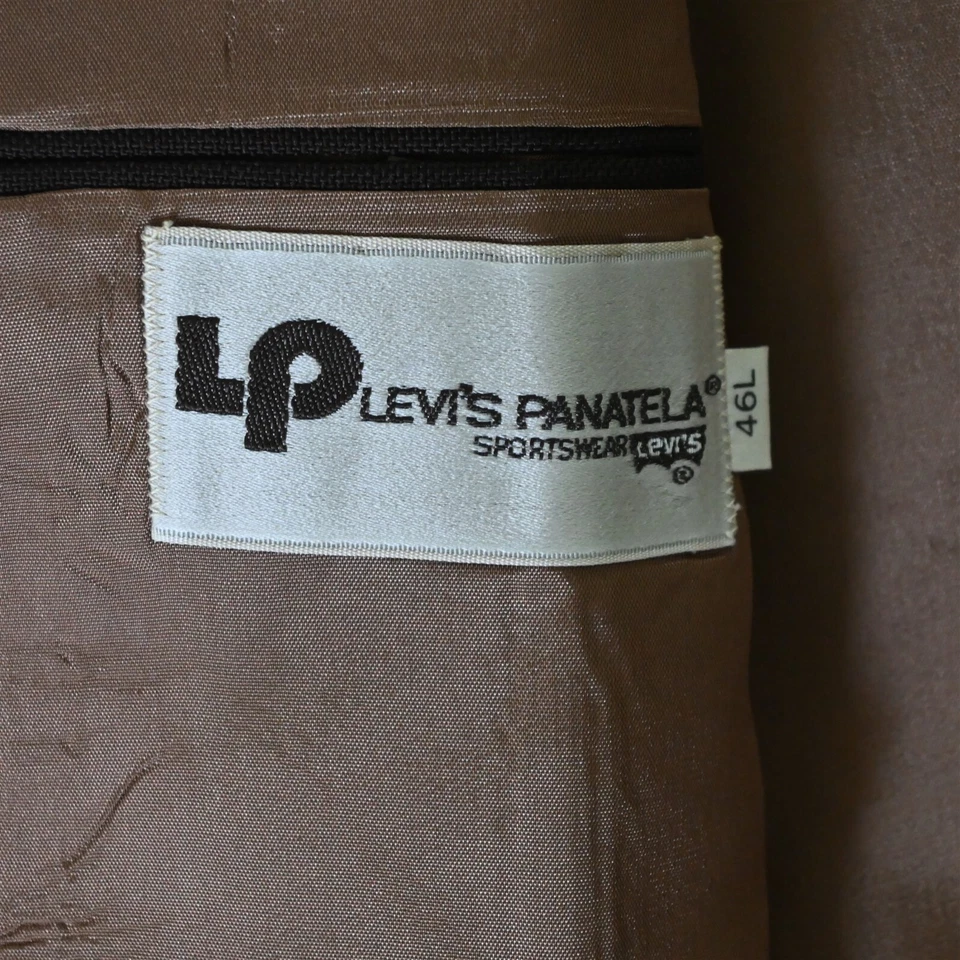 LP LEVI'S PANATELA®
SPORTSWEAR Levi's
®
46L